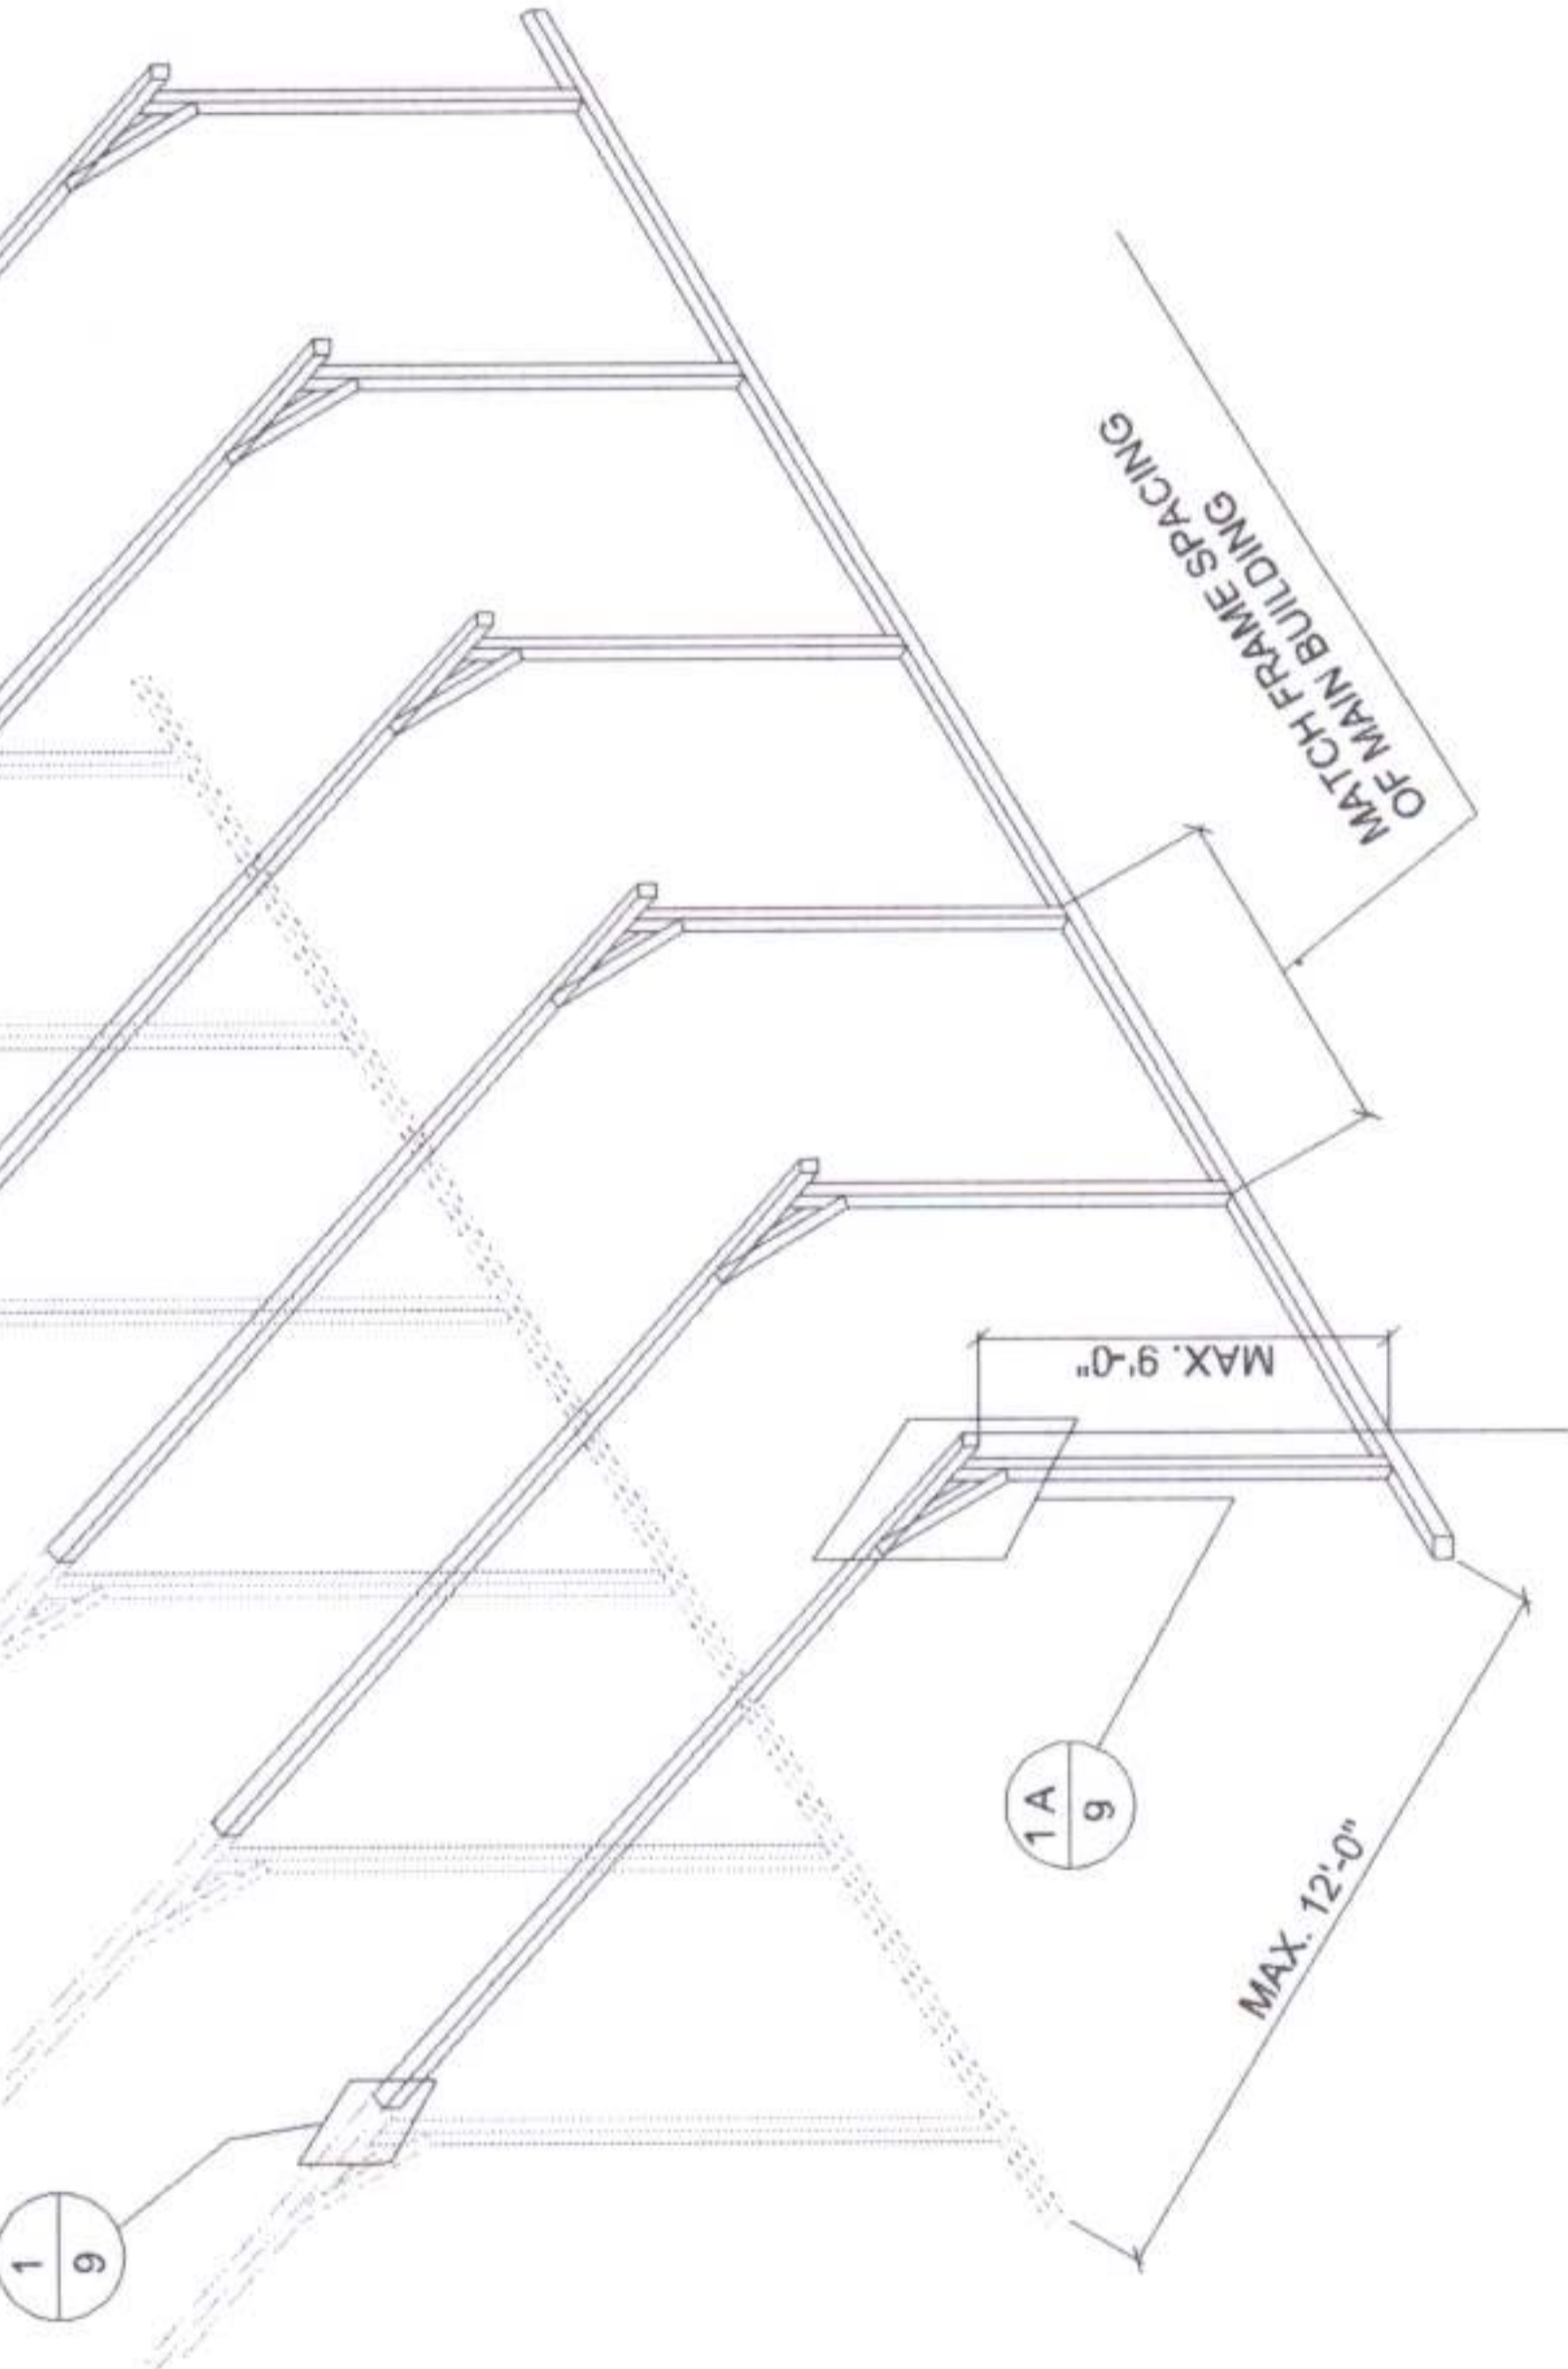 MATCH FRAME SPACING
OF MAIN BUILDING
MAX. 9'-0"
1 A
9
MAX. 12'-0"
1
9